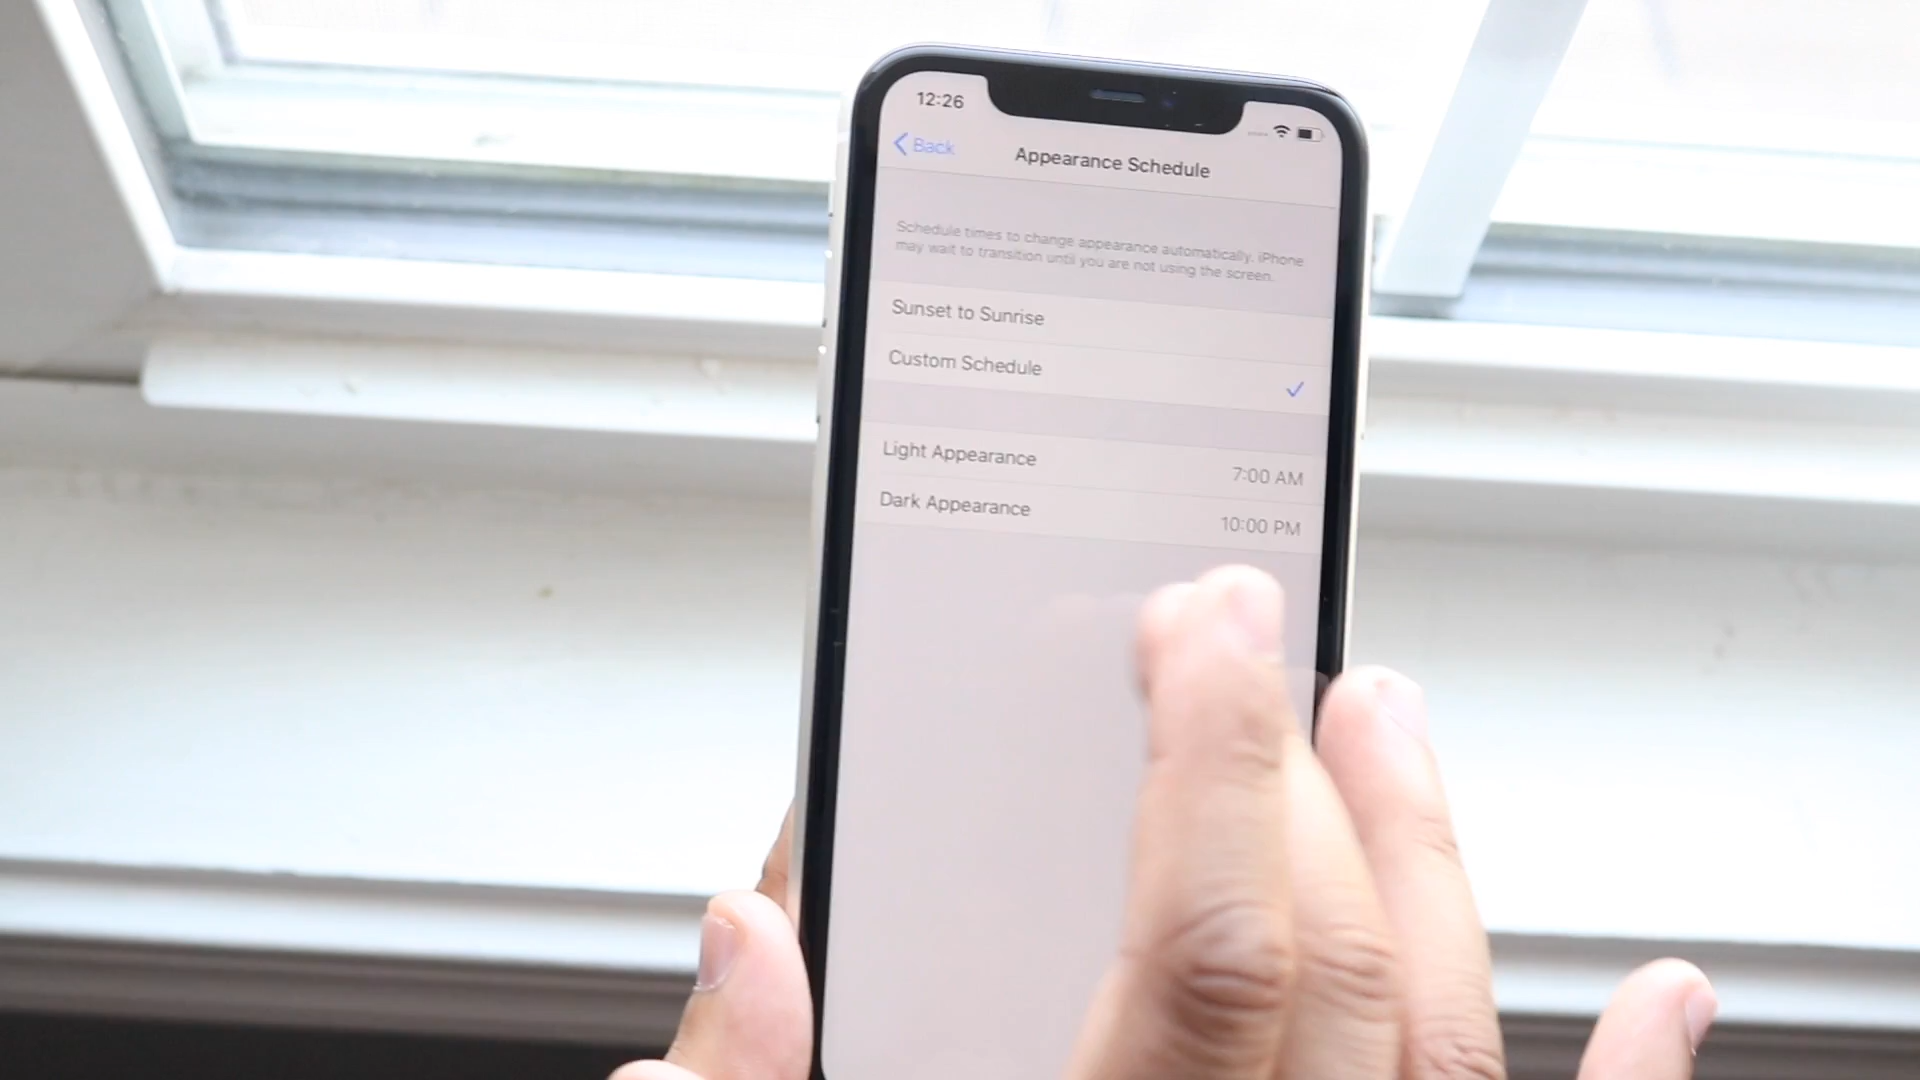 12:26
Back
Appearance Schedule
Schedule times to change appearance automatically. iPhone
may wait to transition until you are not using the screen.
Sunset to Sunrise
Custom Schedule
Light Appearance 7:00 AM
Dark Appearance 10:00 PM